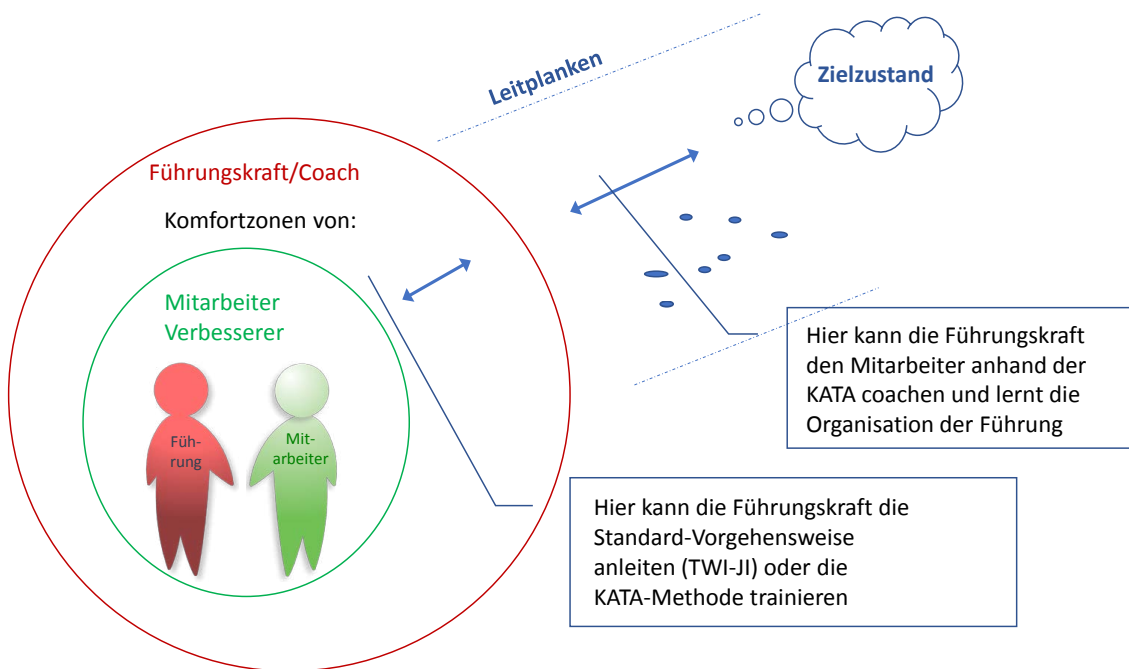 Leitplanken
Zielzustand
Führungskraft/Coach
Komfortzonen von:
Mitarbeiter
Verbesserer
Füh-
rung
Mit-
arbeiter
Hier kann die Führungskraft
den Mitarbeiter anhand der
KATA coachen und lernt die
Organisation der Führung
Hier kann die Führungskraft die
Standard-Vorgehensweise
anleiten (TWI-JI) oder die
KATA-Methode trainieren